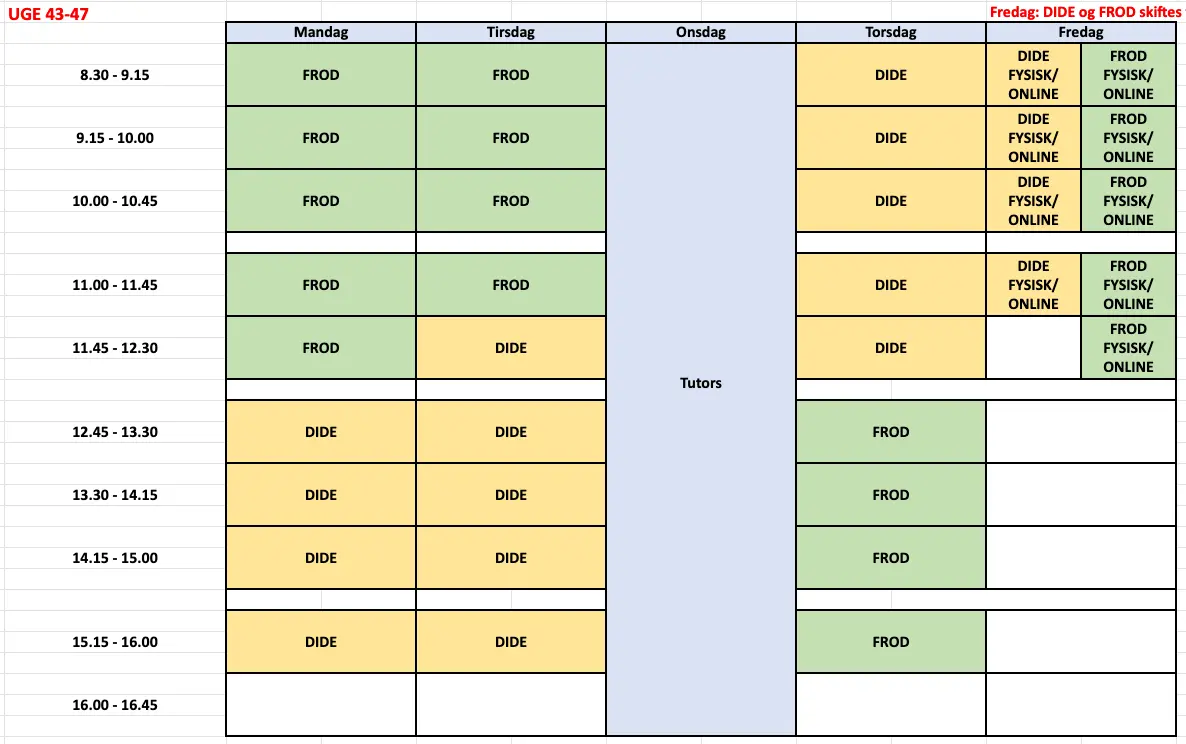 UGE 43-47
Fredag: DIDE og FROD skiftes
Mandag Tirsdag Onsdag Torsdag Fredag
8.30 - 9.15 FROD FROD DIDE DIDE FYSISK/ ONLINE FROD FYSISK/ ONLINE
9.15 - 10.00 FROD FROD DIDE DIDE FYSISK/ ONLINE FROD FYSISK/ ONLINE
10.00 - 10.45 FROD FROD DIDE DIDE FYSISK/ ONLINE FROD FYSISK/ ONLINE
11.00 - 11.45 FROD FROD DIDE DIDE FYSISK/ ONLINE FROD FYSISK/ ONLINE
11.45 - 12.30 FROD DIDE DIDE FROD FYSISK/ ONLINE
Tutors
12.45 - 13.30 DIDE DIDE FROD
13.30 - 14.15 DIDE DIDE FROD
14.15 - 15.00 DIDE DIDE FROD
15.15 - 16.00 DIDE DIDE FROD
16.00 - 16.45